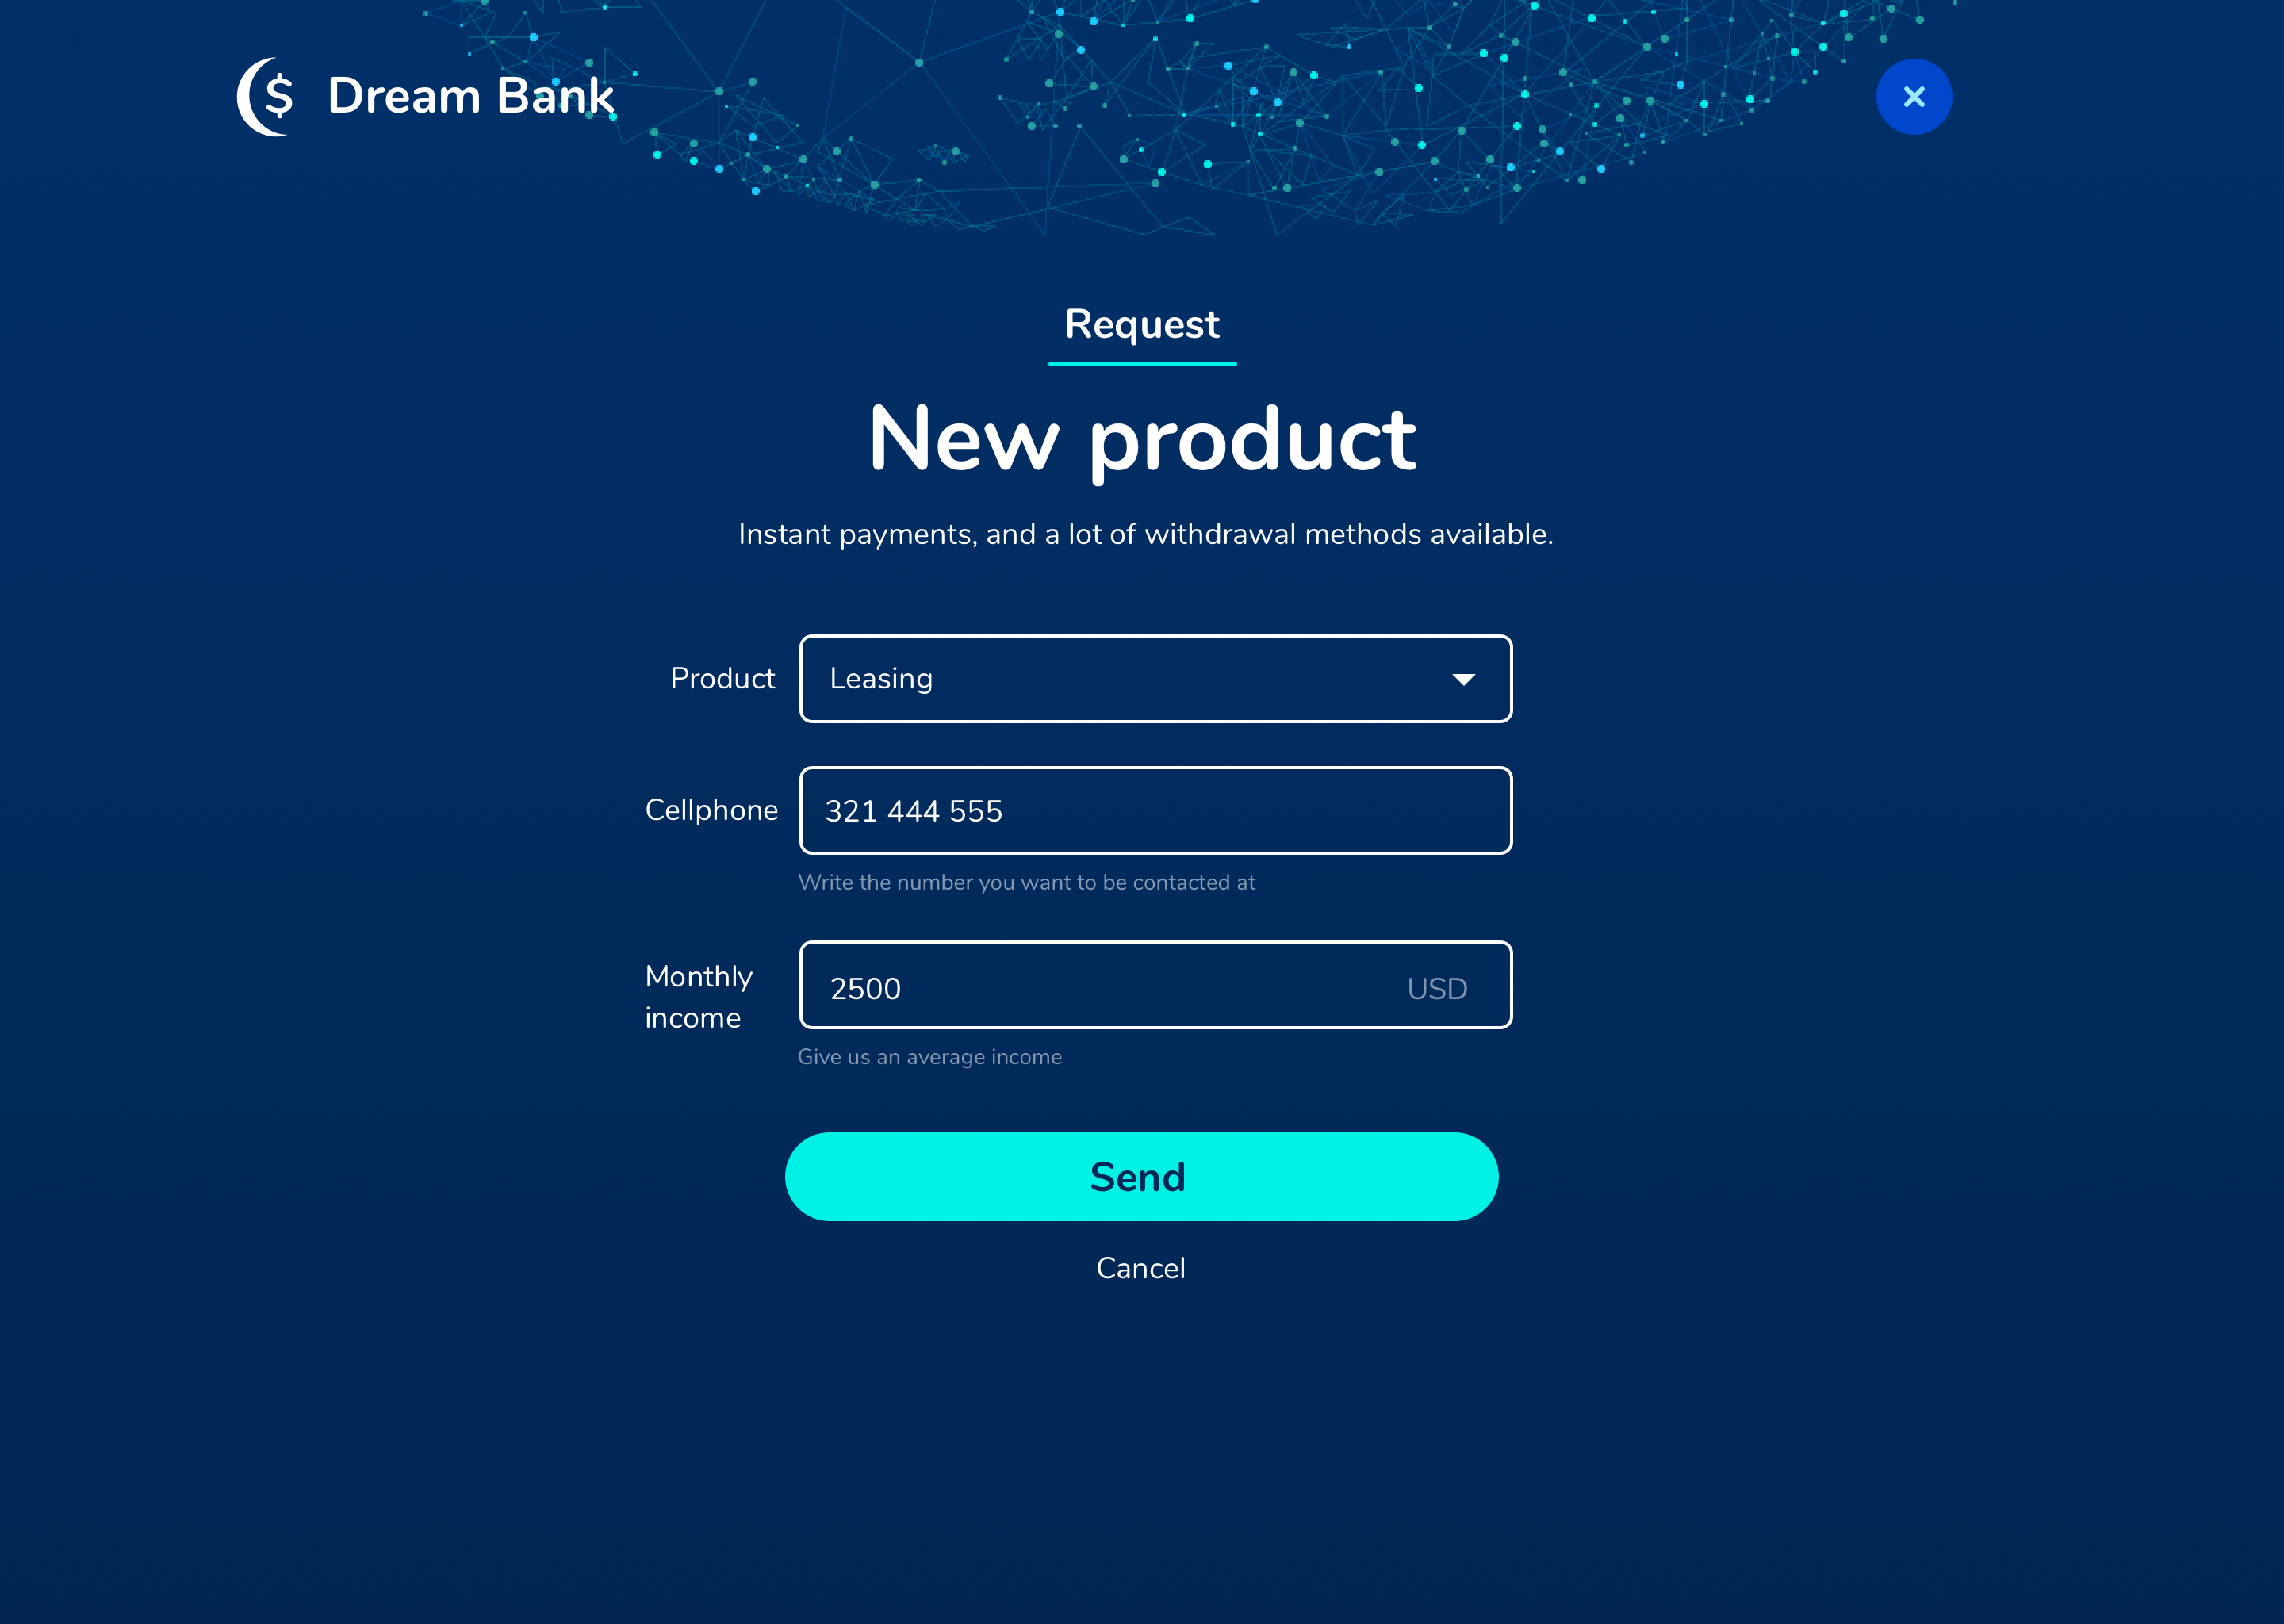 $ Dream Bank
Request
New product
Instant payments, and a lot of withdrawal methods available.
Product
Leasing
Cellphone
321 444 555
Write the number you want to be contacted at
Monthly
income
2500
USD
Give us an average income
Send
Cancel